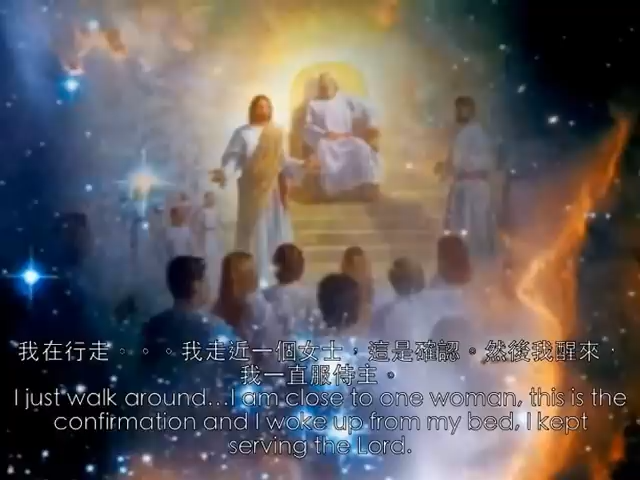 我在行走。。。我走近一個女士，這是確認。然後我醒來，
我一直服侍主。
I just walk around...I am close to one woman, this is the
confirmation and I woke up from my bed, I kept
serving the Lord.